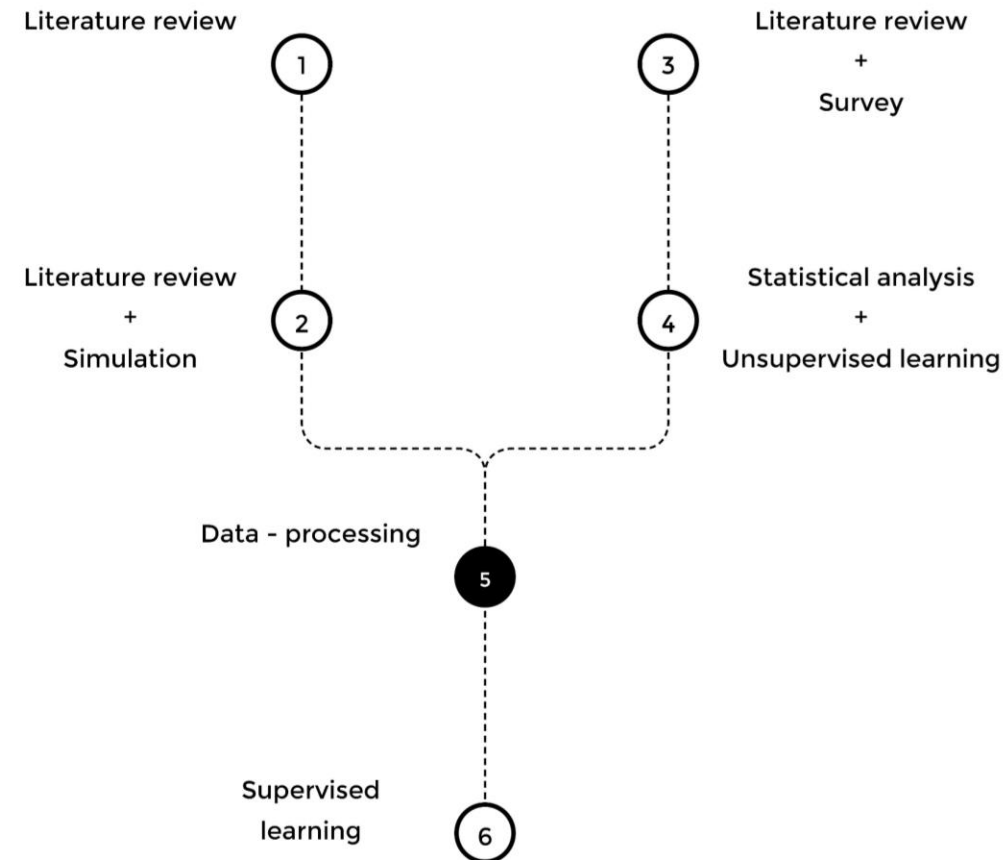 Literature review
1
3
Literature review
+
Survey
Literature review
+
Simulation
2
4
Statistical analysis
+
Unsupervised learning
Data - processing
5
Supervised
learning
6